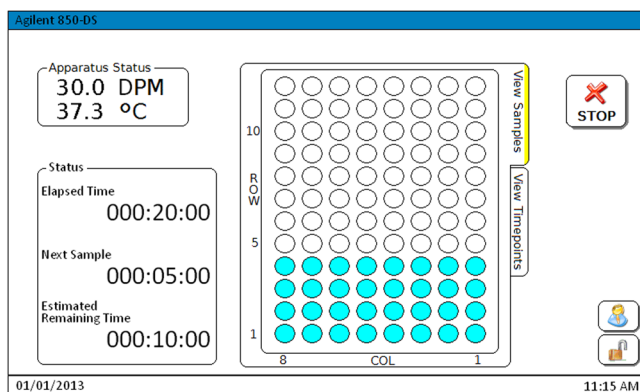 Agilent 850-DS
Apparatus Status
30.0 DPM
37.3 ºC
Status
Elapsed Time
000:20:00
Next Sample
000:05:00
Estimated
Remaining Time
000:10:00
10
ROW
5
1
8 COL 1
View Samples
View Timepoints
STOP
01/01/2013 11:15 AM